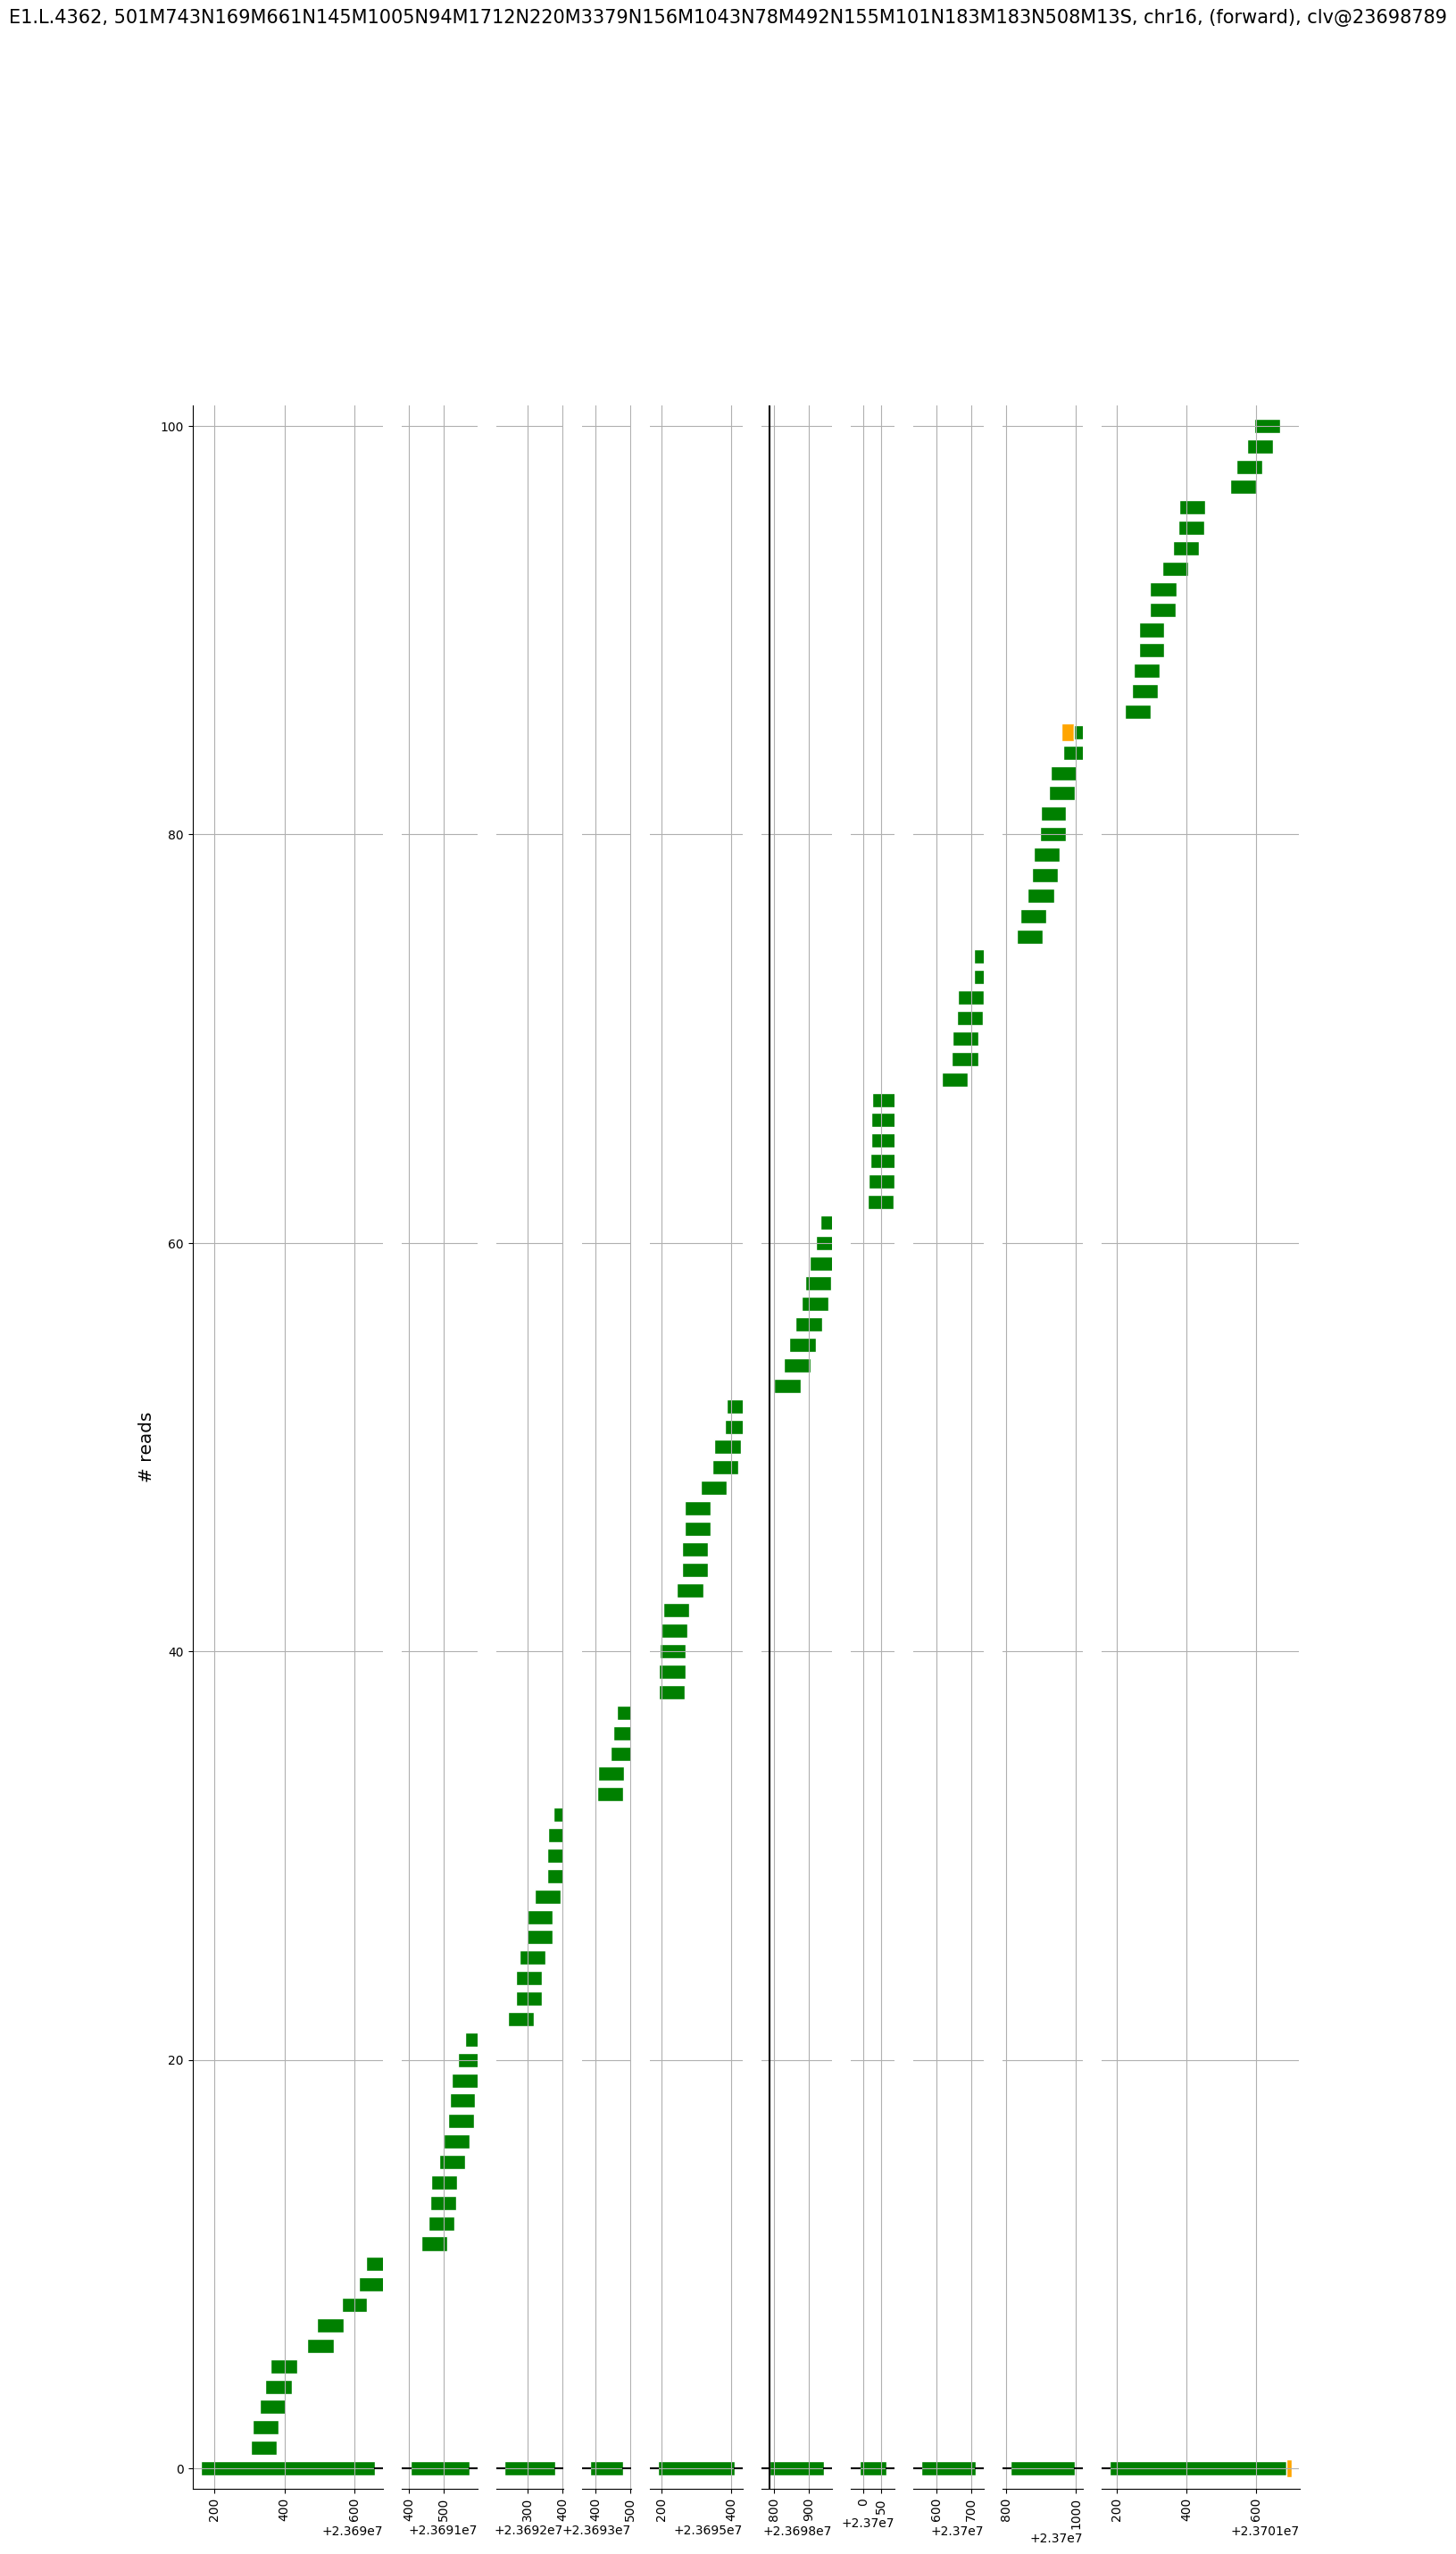 E1.L.4362, 501M743N169M661N145M1005N94M1712N220M3379N156M1043N78M492N155M101N183M183N508M13S, chr16, (forward), clv@23698789
100
80
60
40
20
0
# reads
200 400 600
+2.369e7
400 500
+2.3691e7
300 400
+2.3692e7
400 500
+2.3693e7
200 400
+2.3695e7
800 900
+2.3698e7
0 50
+2.37e7
600 700
+2.37e7
800 1000
+2.37e7
200 400 600
+2.3701e7